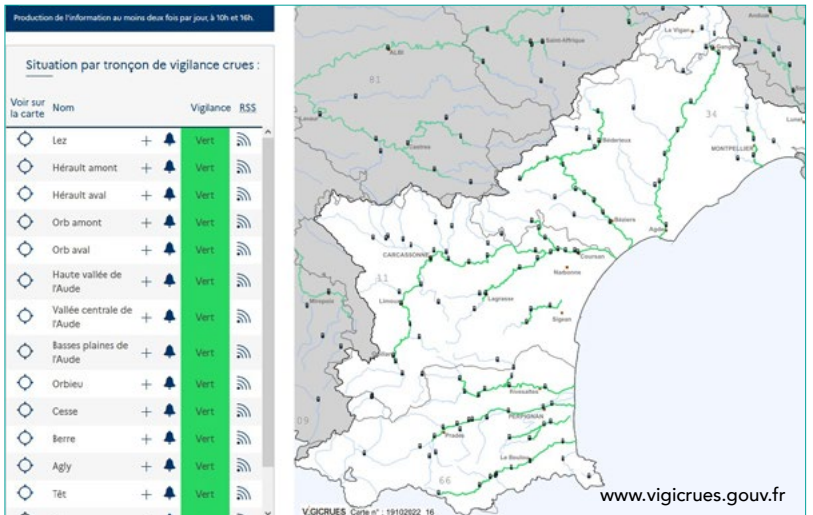 Production de l'information au moins deux fois par jour, à 10h et 16h.
Situation par tronçon de vigilance crues :
Voir sur la carte Nom Vigilance RSS
Lez + Vert
Hérault amont + Vert
Hérault aval + Vert
Orb amont + Vert
Orb aval + Vert
Haute vallée de
l'Aude + Vert
Vallée centrale de
l'Aude + Vert
Basses plaines de
l'Aude + Vert
Orbieu + Vert
Cesse + Vert
Berre + Vert
Agly + Vert
Têt + Vert
Le Vigan
Ganges
Anduze
Saint-Affrique
ALBI
81
34
Lunel
Castres
Bédarieux
MONTPELLIER
Béziers
Agde
CARCASSONNE
Coursan
Narbonne
11
Mirepoix
Limoux
Lagrasse
Sigean
Quillan
Rivesaltes
09
PERPIGNAN
Prades
Le Boulou
66
www.vigicrues.gouv.fr
VIGICRUES Carte n° : 19102022_16